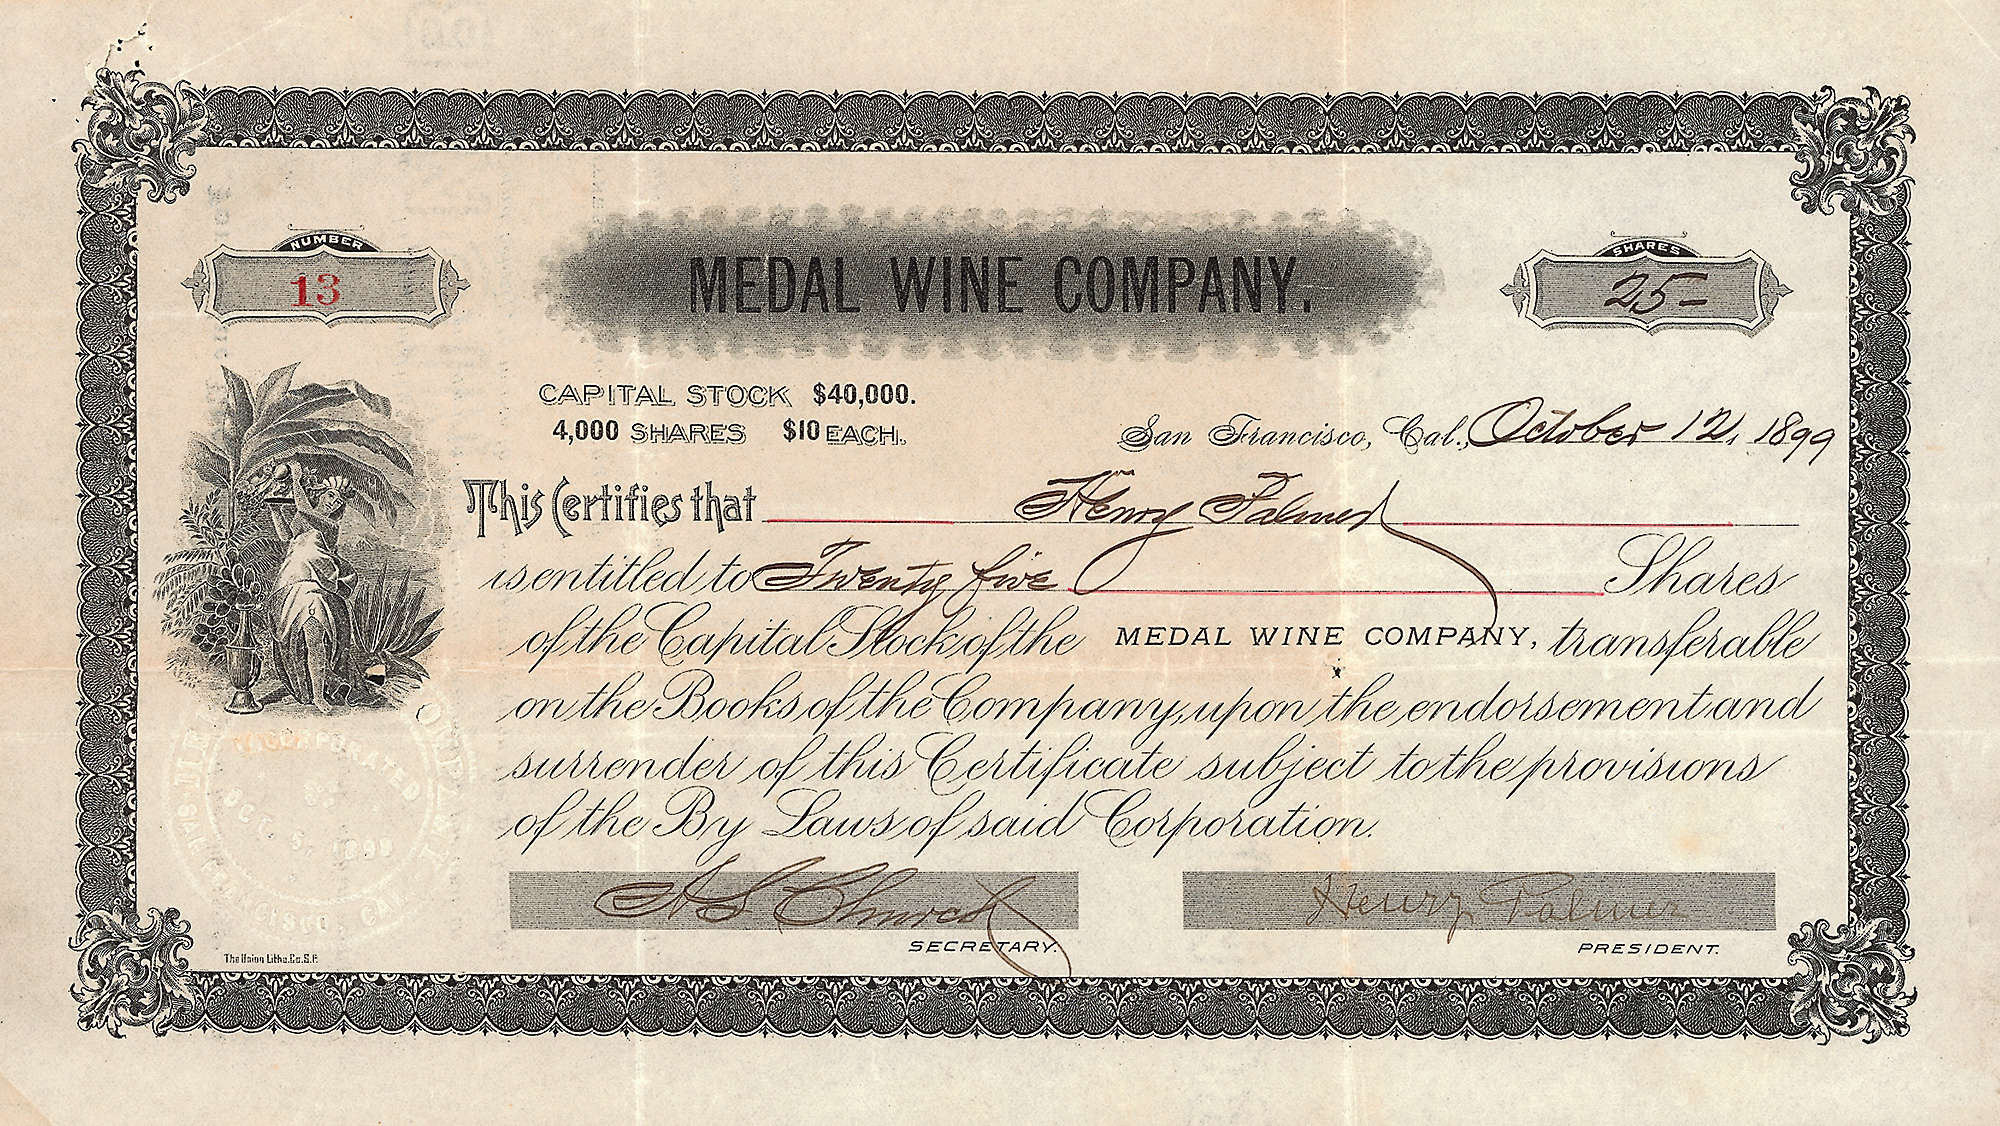 NUMBER
13
MEDAL WINE COMPANY.
SHARES
25-
CAPITAL STOCK $40,000.
4,000 SHARES $10 EACH.
San Francisco, Cal., October 12, 1899
This Certifies that Henry Palmer
is entitled to Twenty five Shares
of the Capital Stock of the MEDAL WINE COMPANY, transferable
on the Books of the Company, upon the endorsement and
surrender of this Certificate subject to the provisions
of the By Laws of said Corporation.
INCORPORATED
OCT. 5, 1899
SAN FRANCISCO CAL.
Henry Palmer
SECRETARY.
PRESIDENT.
The Union Litho. Co. S.F.